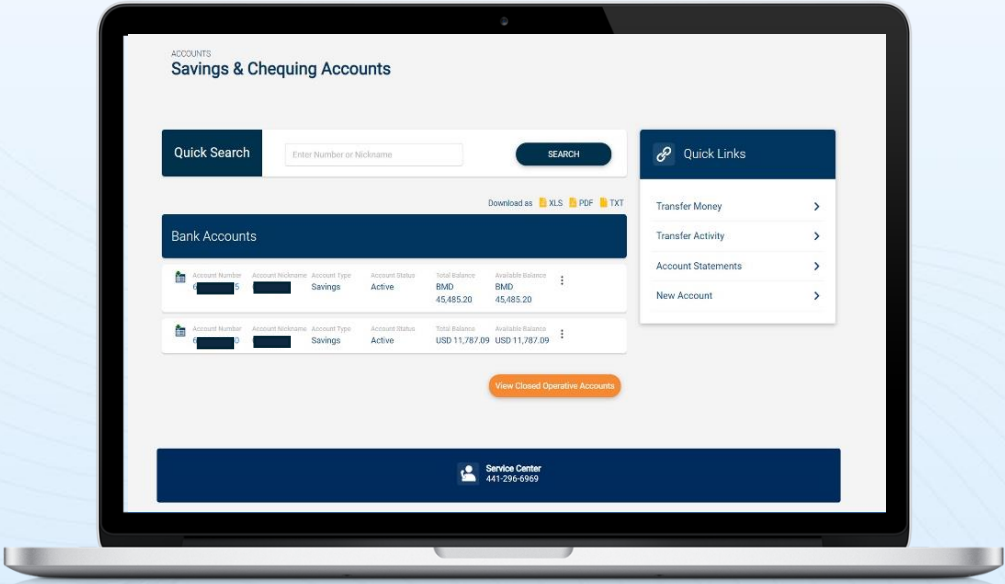 ACCOUNTS
Savings & Chequing Accounts
Quick Search
Enter Number or Nickname
SEARCH
Download as XLS PDF TXT
Bank Accounts
Account Number Account Nickname Account Type Account Status Total Balance Available Balance
6 5 Savings Active BMD BMD
45,485.20 45,485.20
Account Number Account Nickname Account Type Account Status Total Balance Available Balance
6 0 Savings Active USD 11,787.09 USD 11,787.09
View Closed Operative Accounts
Quick Links
Transfer Money
Transfer Activity
Account Statements
New Account
Service Center
441-296-6969